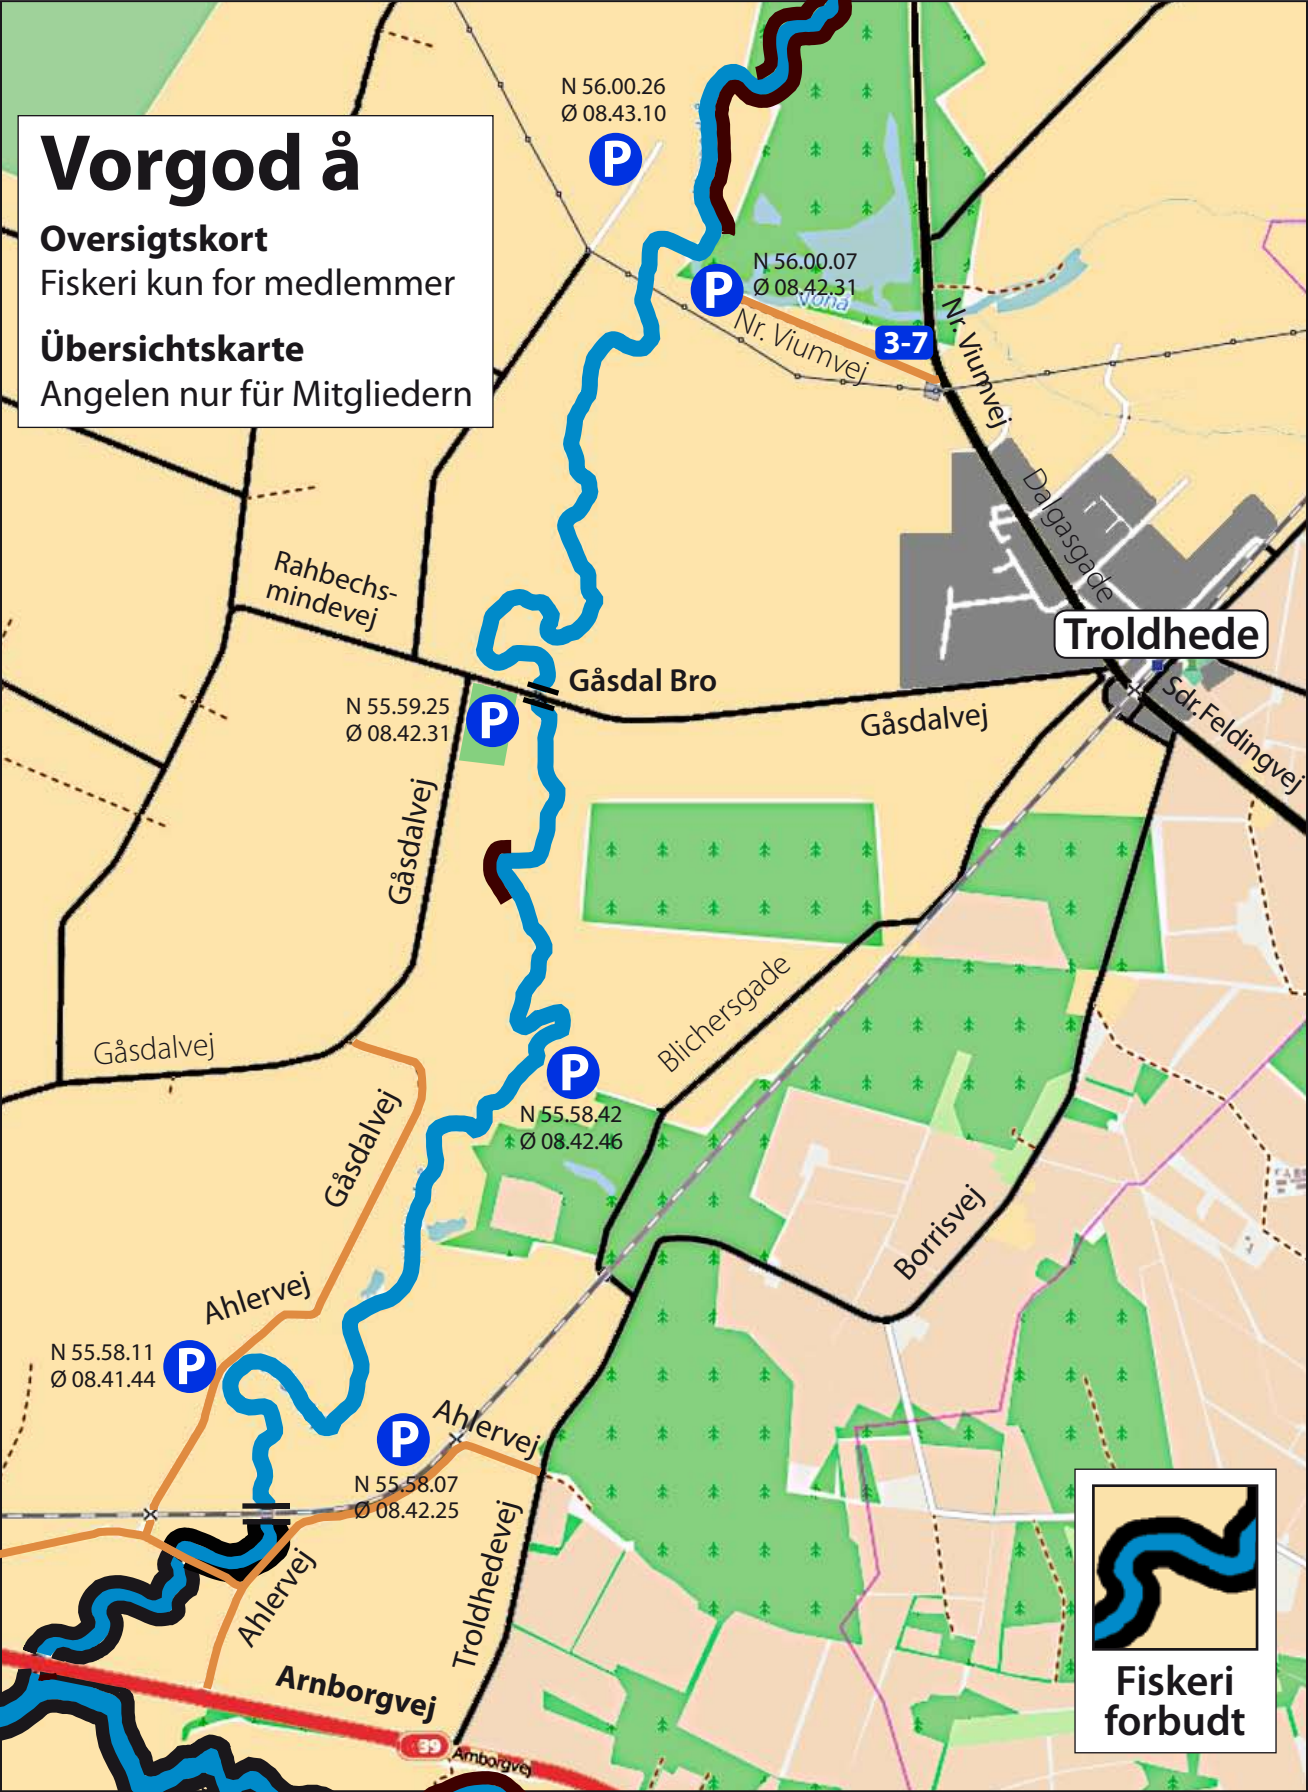 N 56.00.26
Ø 08.43.10
P
Vorgod å
Oversigtskort
Fiskeri kun for medlemmer
Übersichtskarte
Angelen nur für Mitgliedern
N 56.00.07
Ø 08.42.31
P
Nr. Viumvej
3-7
Nr. Viumvej
Dalgasgade
Rahbechs-
mindevej
Troldhede
Gåsdal Bro
N 55.59.25
Ø 08.42.31
P
Gåsdalvej
Sdr. Feldingvej
Gåsdalvej
Blichersgade
Gåsdalvej
P
N 55.58.42
Ø 08.42.46
Gåsdalvej
Borrisvej
Ahlervej
N 55.58.11
Ø 08.41.44
P
Ahlervej
P
N 55.58.07
Ø 08.42.25
Troldhedevej
Ahlervej
Arnborgvej
39
Arnborgvej
Fiskeri
forbudt